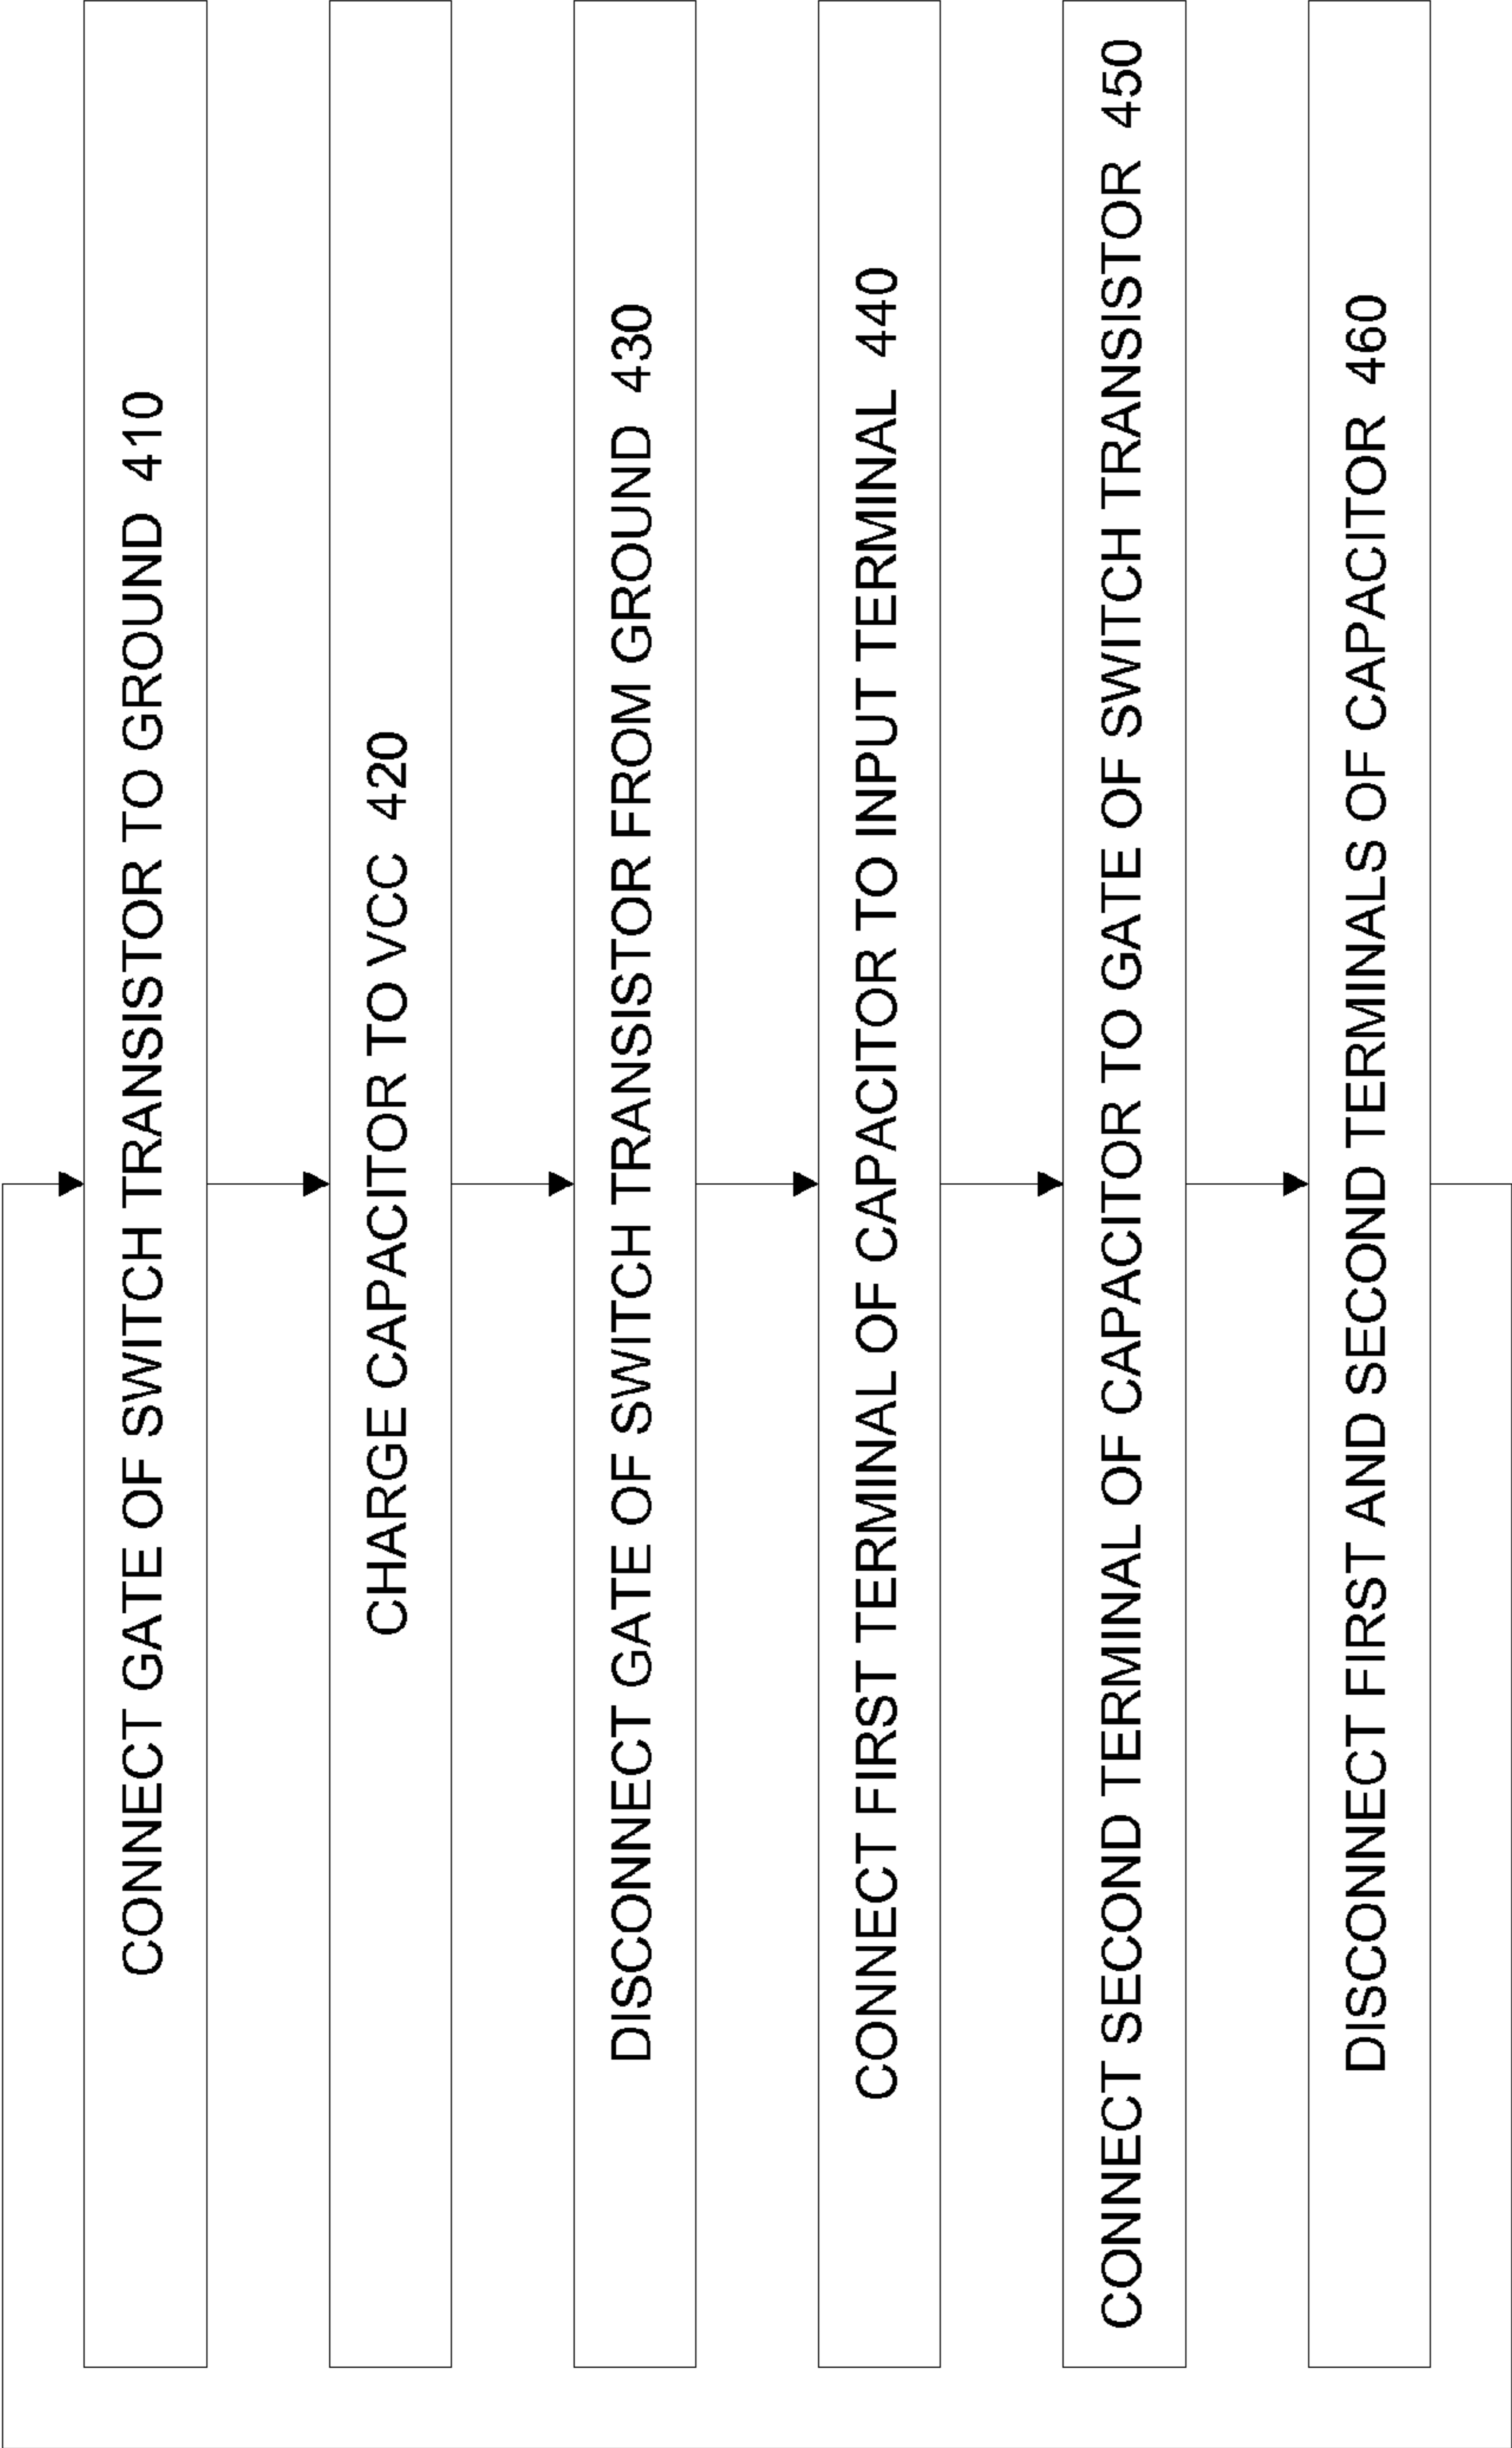 CONNECT GATE OF SWITCH TRANSISTOR TO GROUND 410
CHARGE CAPACITOR TO VCC 420
DISCONNECT GATE OF SWITCH TRANSISTOR FROM GROUND 430
CONNECT FIRST TERMINAL OF CAPACITOR TO INPUT TERMINAL 440
CONNECT SECOND TERMINAL OF CAPACITOR TO GATE OF SWITCH TRANSISTOR 450
DISCONNECT FIRST AND SECOND TERMINALS OF CAPACITOR 460